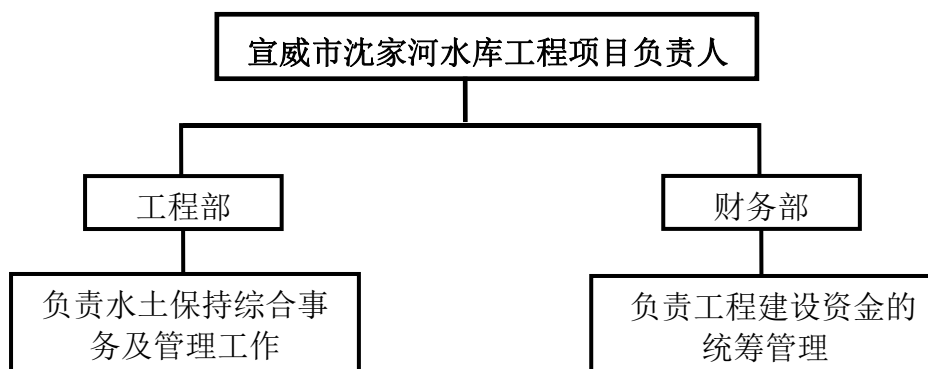 宣威市沈家河水库工程项目负责人
工程部
财务部
负责水土保持综合事
务及管理工作
负责工程建设资金的
统筹管理